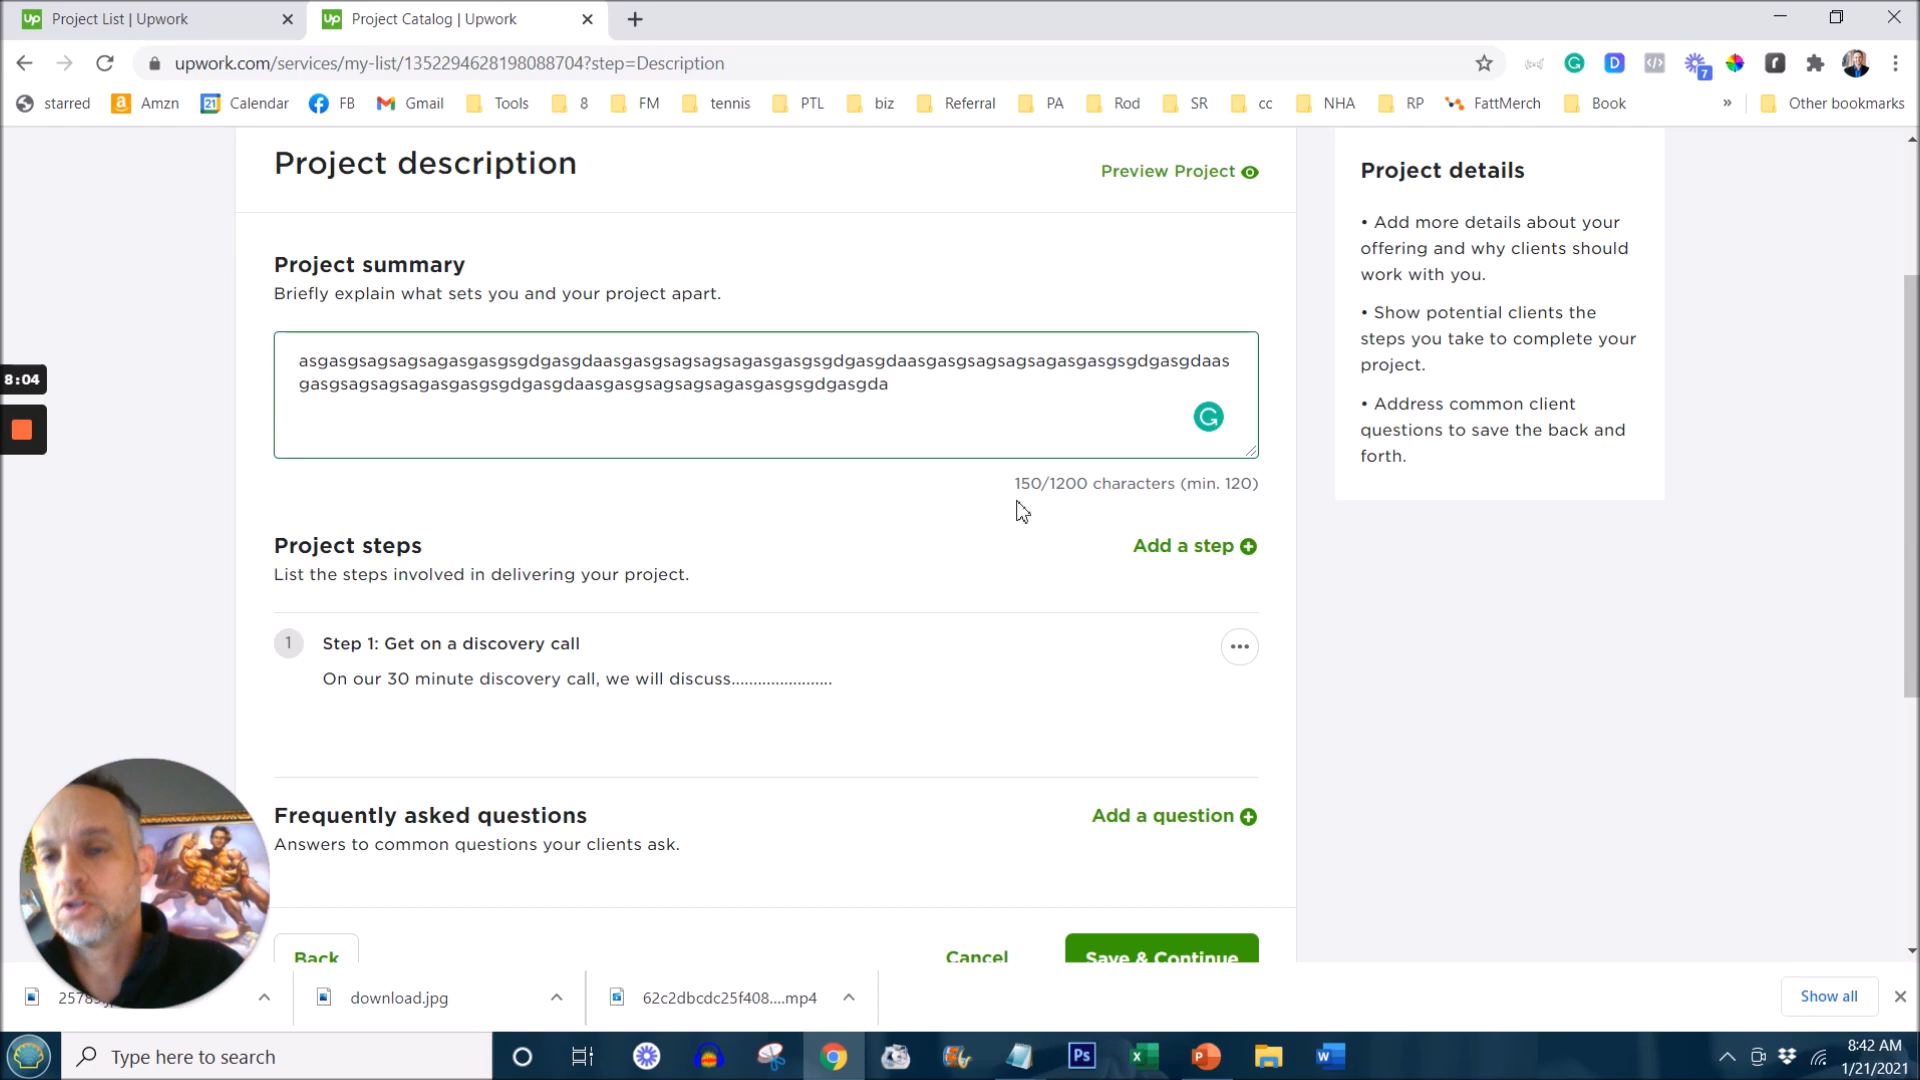 Project List | Upwork
Project Catalog | Upwork
upwork.com/services/my-list/1352294628198088704?step=Description
7
starred
Amzn
21 Calendar
FB
Gmail
Tools
8
FM
tennis
PTL
biz
Referral
PA
Rod
SR
cc
NHA
RP
FattMerch
Book
»
Other bookmarks
Project description
Preview Project
Project summary
Briefly explain what sets you and your project apart.
asgasgsagsagsagasgasgsgdgasgdaasgasgsagsagsagasgasgsgdgasgdaasgasgsagsagsagasgasgsgdgasgdaas
gasgsagsagsagasgasgsgdgasgdaasgasgsagsagsagasgasgsgdgasgda
150/1200 characters (min. 120)
Project steps
Add a step
List the steps involved in delivering your project.
1
Step 1: Get on a discovery call
On our 30 minute discovery call, we will discuss.......................
Frequently asked questions
Add a question
Answers to common questions your clients ask.
Back
Cancel
Save & Continue
Project details
• Add more details about your
offering and why clients should
work with you.
• Show potential clients the
steps you take to complete your
project.
• Address common client
questions to save the back and
forth.
8:04
download.jpg
62c2dbcdc25f408....mp4
Show all
Type here to search
Ps
8:42 AM
1/21/2021